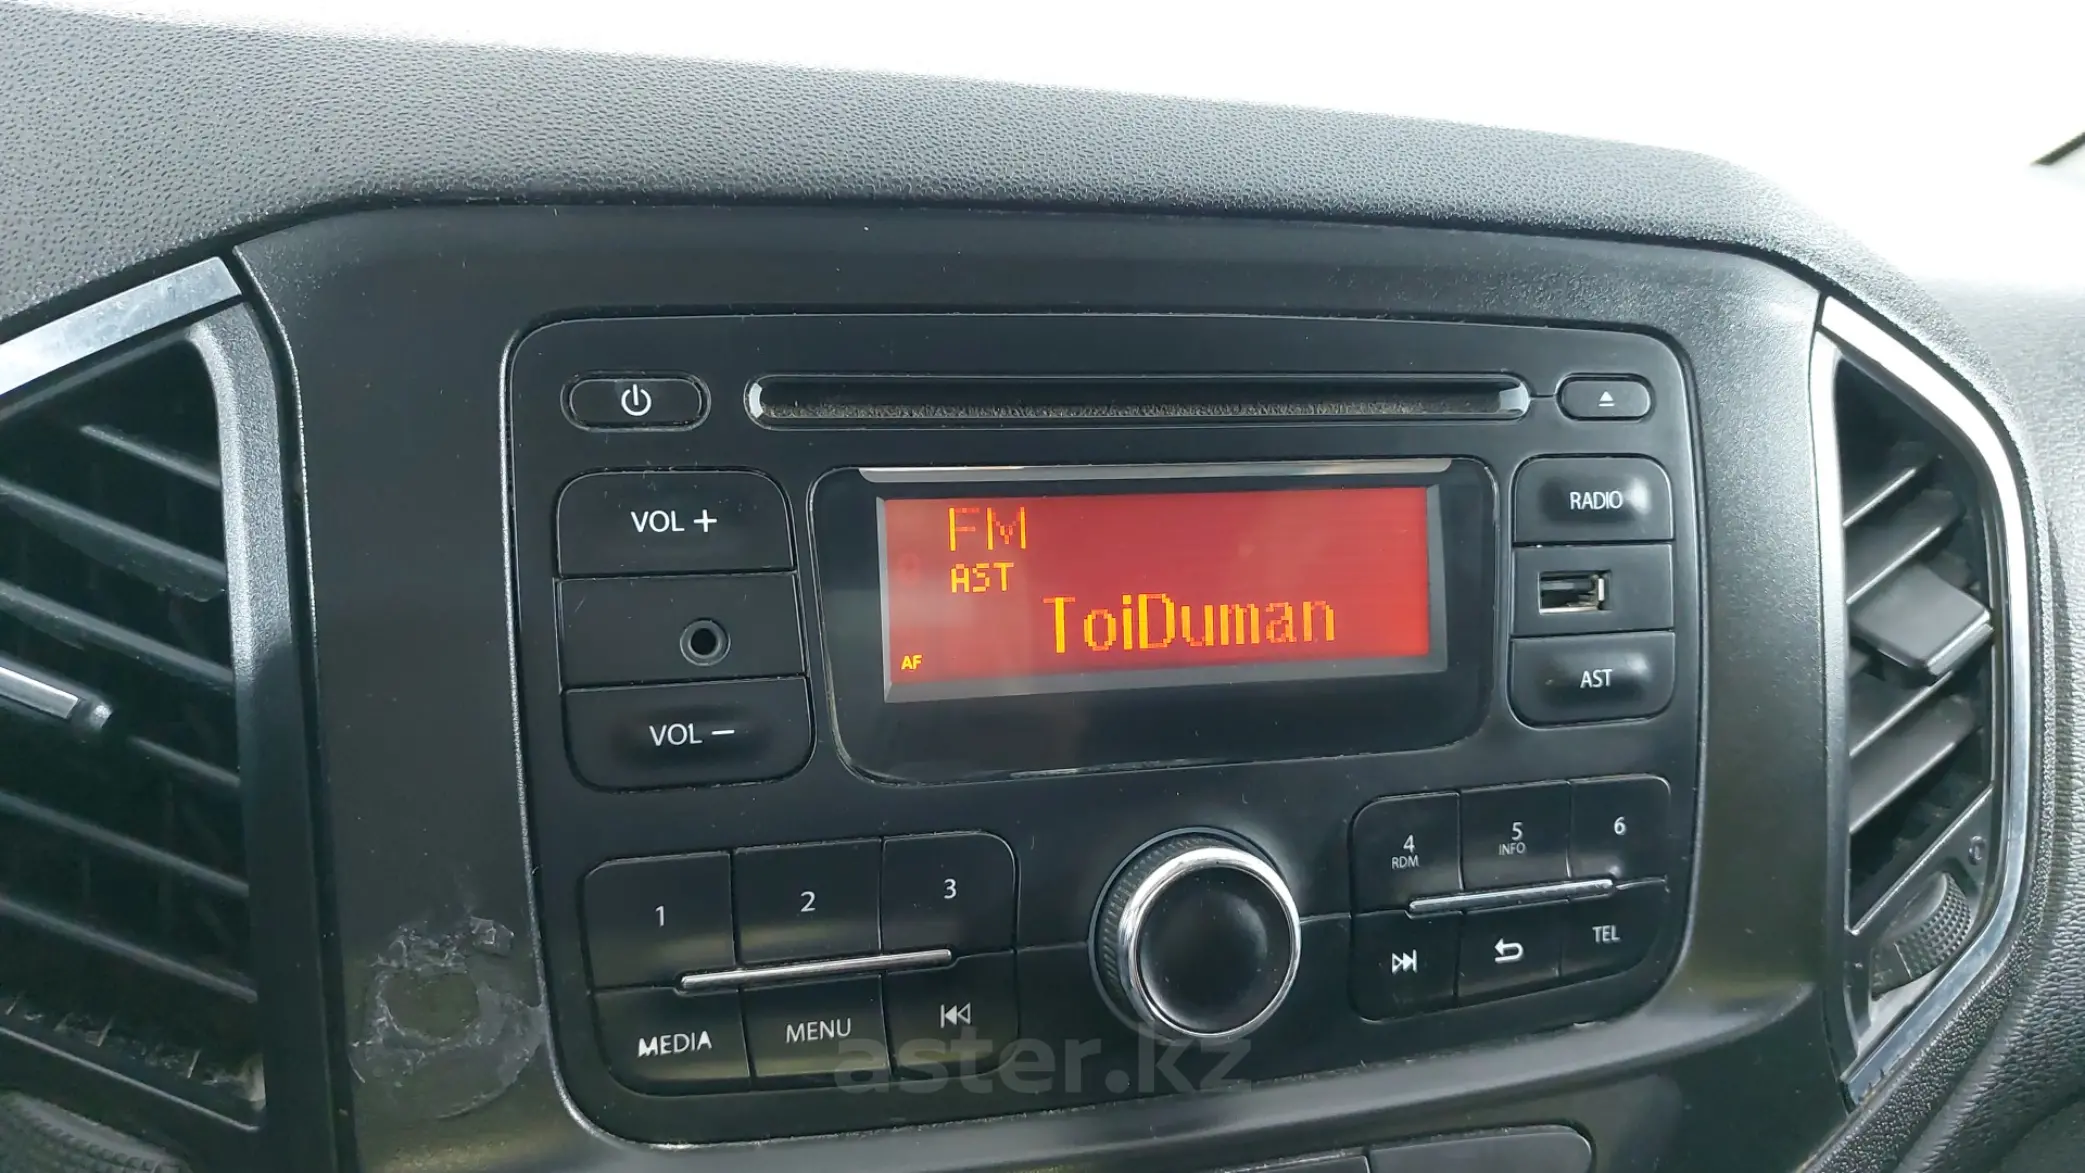 VOL +
VOL −
FM
AST
ToiDuman
AF
RADIO
AST
1
2
3
MEDIA
MENU
4
RDM
5
INFO
6
TEL
aster.kz